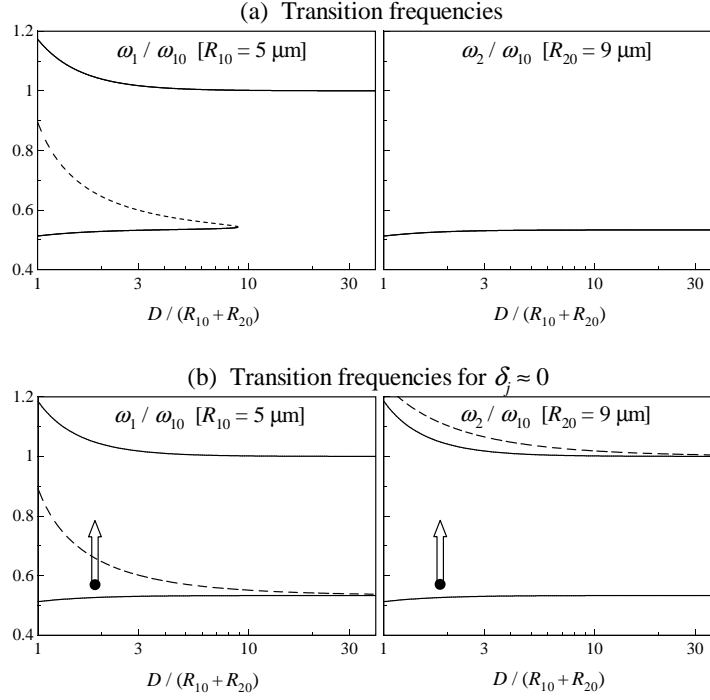 (a) Transition frequencies
ω₁ / ω₁₀ [R₁₀ = 5 μm]
ω₂ / ω₁₀ [R₂₀ = 9 μm]
1.2
1
0.8
0.6
0.4
1 3 10 30
1 3 10 30
D / (R₁₀ + R₂₀)
D / (R₁₀ + R₂₀)
(b) Transition frequencies for δⱼ ≈ 0
ω₁ / ω₁₀ [R₁₀ = 5 μm]
ω₂ / ω₁₀ [R₂₀ = 9 μm]
1.2
1
0.8
0.6
0.4
1 3 10 30
1 3 10 30
D / (R₁₀ + R₂₀)
D / (R₁₀ + R₂₀)